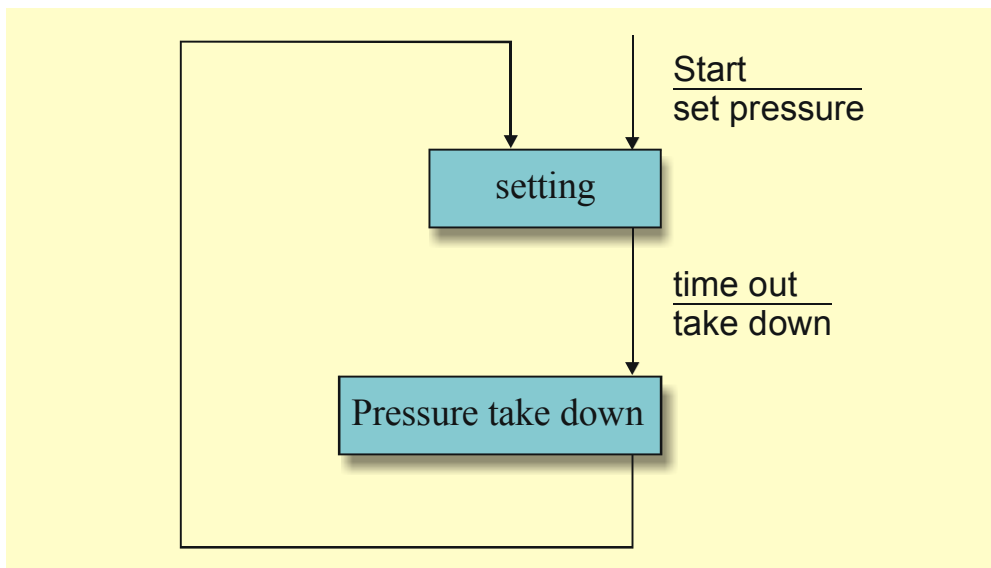 Start
set pressure
setting
time out
take down
Pressure take down